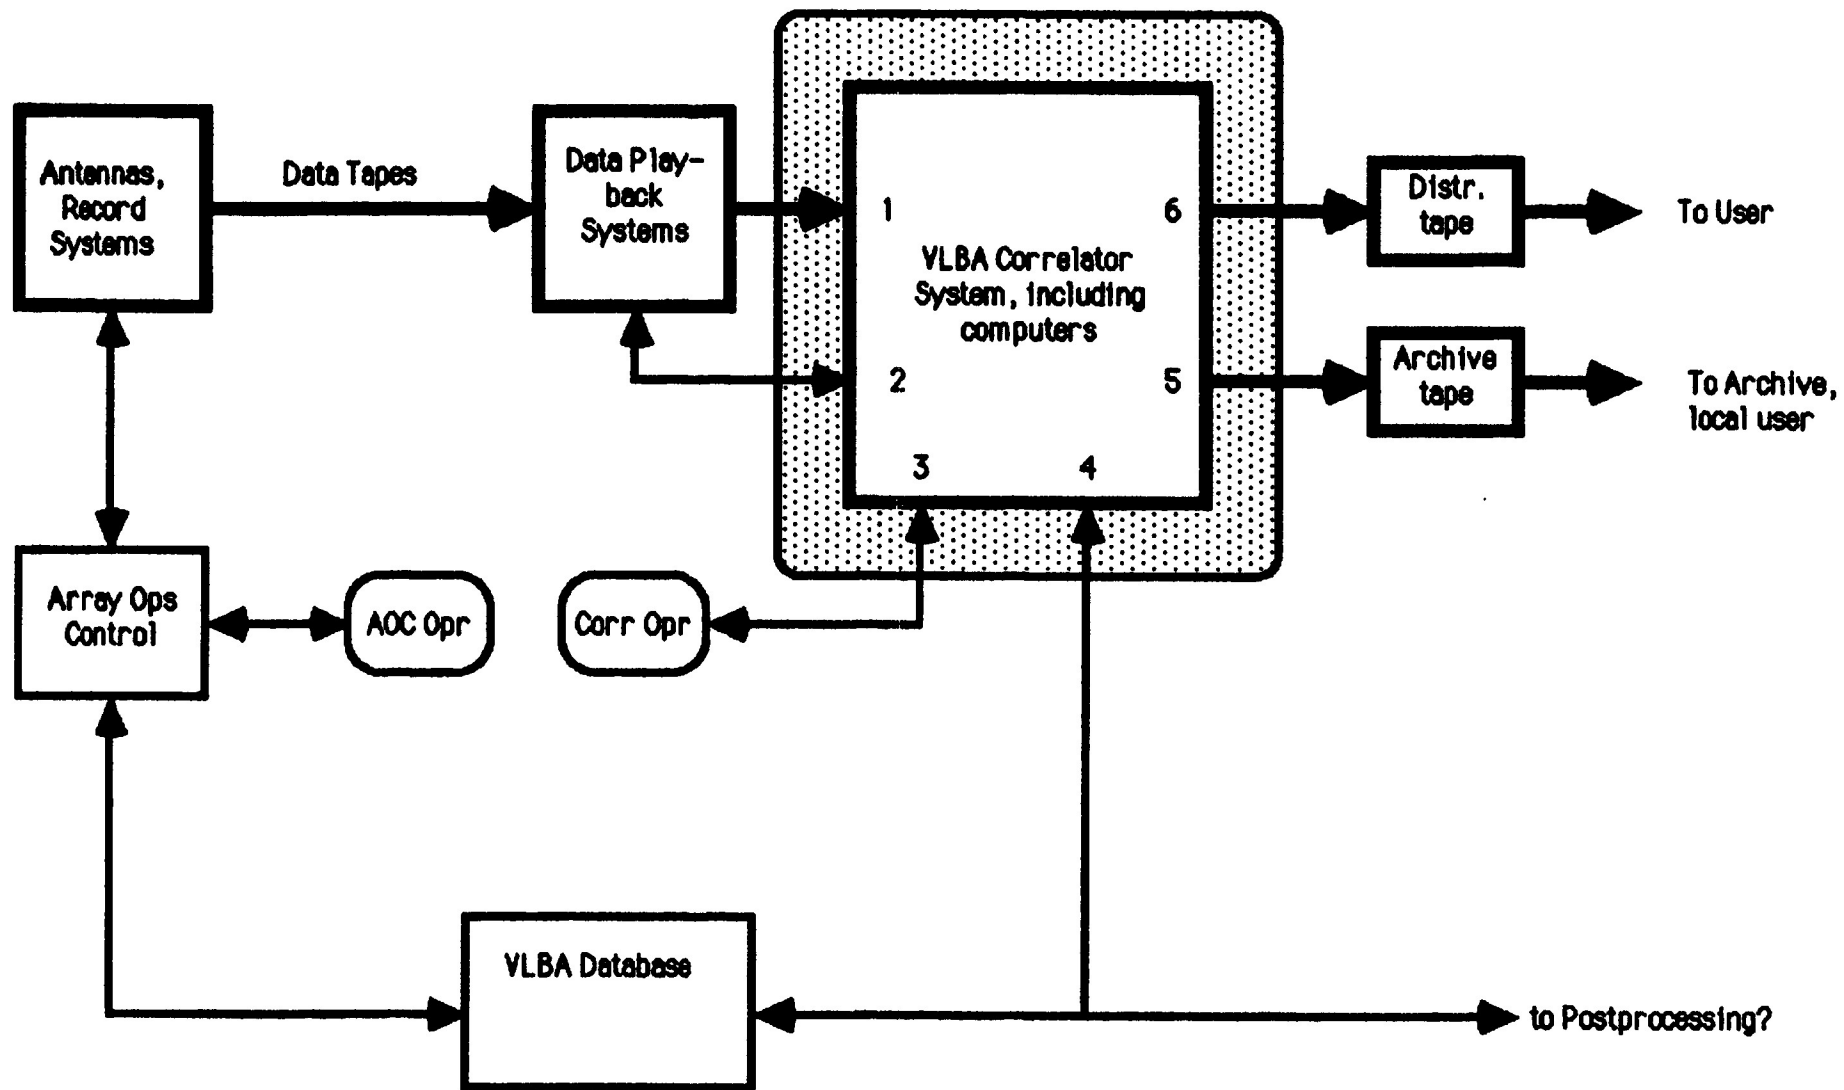 Antennas,
Record
Systems
Data Tapes
Data Play-
back
Systems
1
2
3
4
5
6
VLBA Correlator
System, including
computers
Distr.
tape
To User
Archive
tape
To Archive,
local user
Array Ops
Control
AOC Opr
Corr Opr
VLBA Database
to Postprocessing?